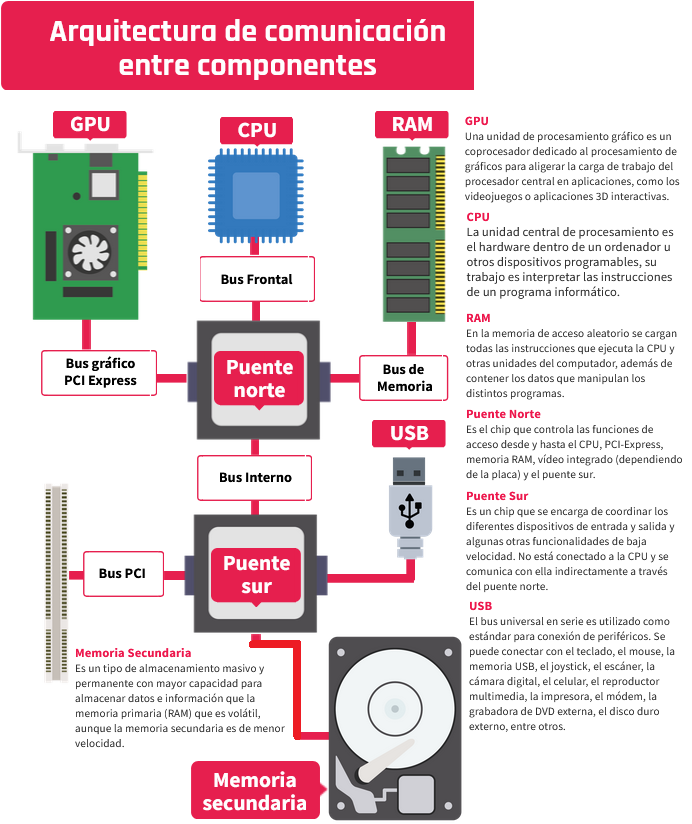 Arquitectura de comunicación
entre componentes
GPU
CPU
RAM
Bus Frontal
Bus gráfico
PCI Express
Puente
norte
Bus de
Memoria
USB
Bus Interno
Bus PCI
Puente
sur
Memoria Secundaria
Es un tipo de almacenamiento masivo y
permanente con mayor capacidad para
almacenar datos e información que la
memoria primaria (RAM) que es volátil,
aunque la memoria secundaria es de menor
velocidad.
Memoria
secundaria
GPU
Una unidad de procesamiento gráfico es un
coprocesador dedicado al procesamiento de
gráficos para aligerar la carga de trabajo del
procesador central en aplicaciones, como los
videojuegos o aplicaciones 3D interactivas.
CPU
La unidad central de procesamiento es
el hardware dentro de un ordenador u
otros dispositivos programables, su
trabajo es interpretar las instrucciones
de un programa informático.
RAM
En la memoria de acceso aleatorio se cargan
todas las instrucciones que ejecuta la CPU y
otras unidades del computador, además de
contener los datos que manipulan los
distintos programas.
Puente Norte
Es el chip que controla las funciones de
acceso desde y hasta el CPU, PCI-Express,
memoria RAM, vídeo integrado (dependiendo
de la placa) y el puente sur.
Puente Sur
Es un chip que se encarga de coordinar los
diferentes dispositivos de entrada y salida y
algunas otras funcionalidades de baja
velocidad. No está conectado a la CPU y se
comunica con ella indirectamente a través
del puente norte.
USB
El bus universal en serie es utilizado como
estándar para conexión de periféricos. Se
puede conectar con el teclado, el mouse, la
memoria USB, el joystick, el escáner, la
cámara digital, el celular, el reproductor
multimedia, la impresora, el módem, la
grabadora de DVD externa, el disco duro
externo, entre otros.